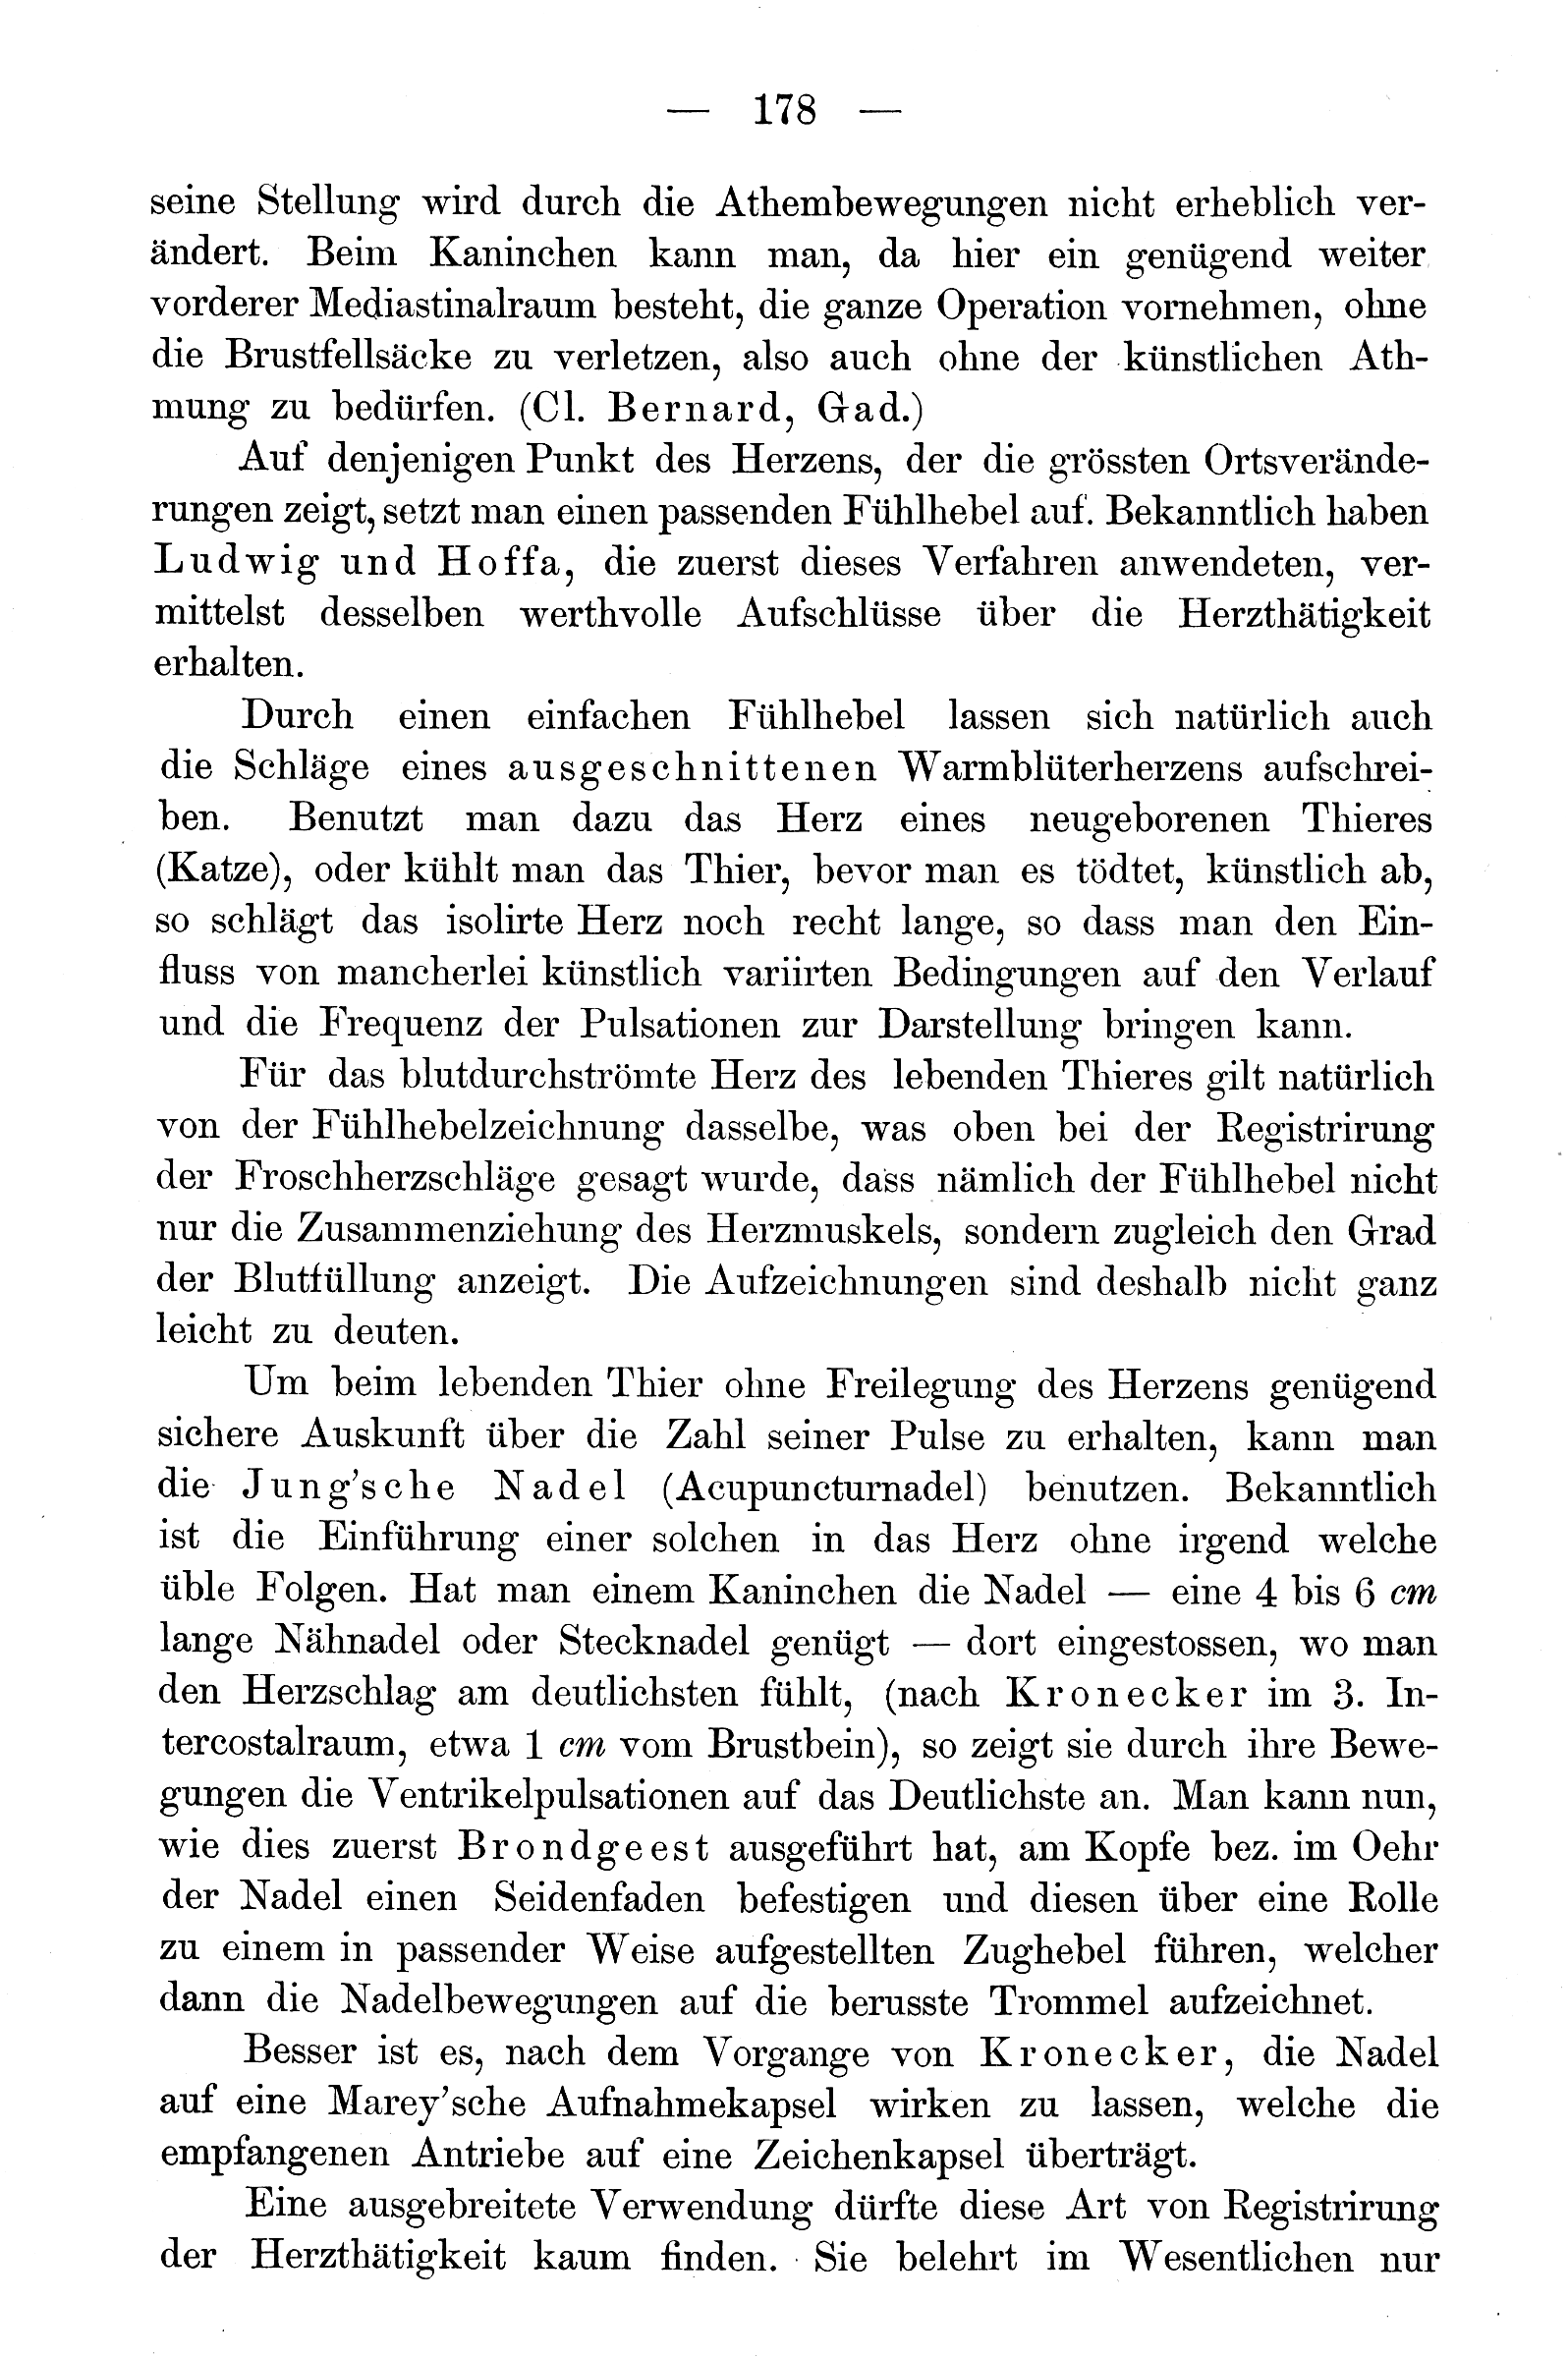 — 178 —
seine Stellung wird durch die Athembewegungen nicht erheblich ver-
ändert. Beim Kaninchen kann man, da hier ein genügend weiter
vorderer Mediastinalraum besteht, die ganze Operation vornehmen, ohne
die Brustfellsäcke zu verletzen, also auch ohne der künstlichen Ath-
mung zu bedürfen. (Cl. Bernard, Gad.)
Auf denjenigen Punkt des Herzens, der die grössten Ortsverände-
rungen zeigt, setzt man einen passenden Fühlhebel auf. Bekanntlich haben
Ludwig und Hoffa, die zuerst dieses Verfahren anwendeten, ver-
mittelst desselben werthvolle Aufschlüsse über die Herzthätigkeit
erhalten.
Durch einen einfachen Fühlhebel lassen sich natürlich auch
die Schläge eines ausgeschnittenen Warmblüterherzens aufschrei-
ben. Benutzt man dazu das Herz eines neugeborenen Thieres
(Katze), oder kühlt man das Thier, bevor man es tödtet, künstlich ab,
so schlägt das isolirte Herz noch recht lange, so dass man den Ein-
fluss von mancherlei künstlich variirten Bedingungen auf den Verlauf
und die Frequenz der Pulsationen zur Darstellung bringen kann.
Für das blutdurchströmte Herz des lebenden Thieres gilt natürlich
von der Fühlhebelzeichnung dasselbe, was oben bei der Registrirung
der Froschherzschläge gesagt wurde, dass nämlich der Fühlhebel nicht
nur die Zusammenziehung des Herzmuskels, sondern zugleich den Grad
der Blutfüllung anzeigt. Die Aufzeichnungen sind deshalb nicht ganz
leicht zu deuten.
Um beim lebenden Thier ohne Freilegung des Herzens genügend
sichere Auskunft über die Zahl seiner Pulse zu erhalten, kann man
die Jung'sche Nadel (Acupuncturnadel) benutzen. Bekanntlich
ist die Einführung einer solchen in das Herz ohne irgend welche
üble Folgen. Hat man einem Kaninchen die Nadel — eine 4 bis 6 cm
lange Nähnadel oder Stecknadel genügt — dort eingestossen, wo man
den Herzschlag am deutlichsten fühlt, (nach Kronecker im 3. In-
tercostalraum, etwa 1 cm vom Brustbein), so zeigt sie durch ihre Bewe-
gungen die Ventrikelpulsationen auf das Deutlichste an. Man kann nun,
wie dies zuerst Brondgeest ausgeführt hat, am Kopfe bez. im Oehr
der Nadel einen Seidenfaden befestigen und diesen über eine Rolle
zu einem in passender Weise aufgestellten Zughebel führen, welcher
dann die Nadelbewegungen auf die berusste Trommel aufzeichnet.
Besser ist es, nach dem Vorgange von Kronecker, die Nadel
auf eine Marey'sche Aufnahmekapsel wirken zu lassen, welche die
empfangenen Antriebe auf eine Zeichenkapsel überträgt.
Eine ausgebreitete Verwendung dürfte diese Art von Registrirung
der Herzthätigkeit kaum finden. Sie belehrt im Wesentlichen nur